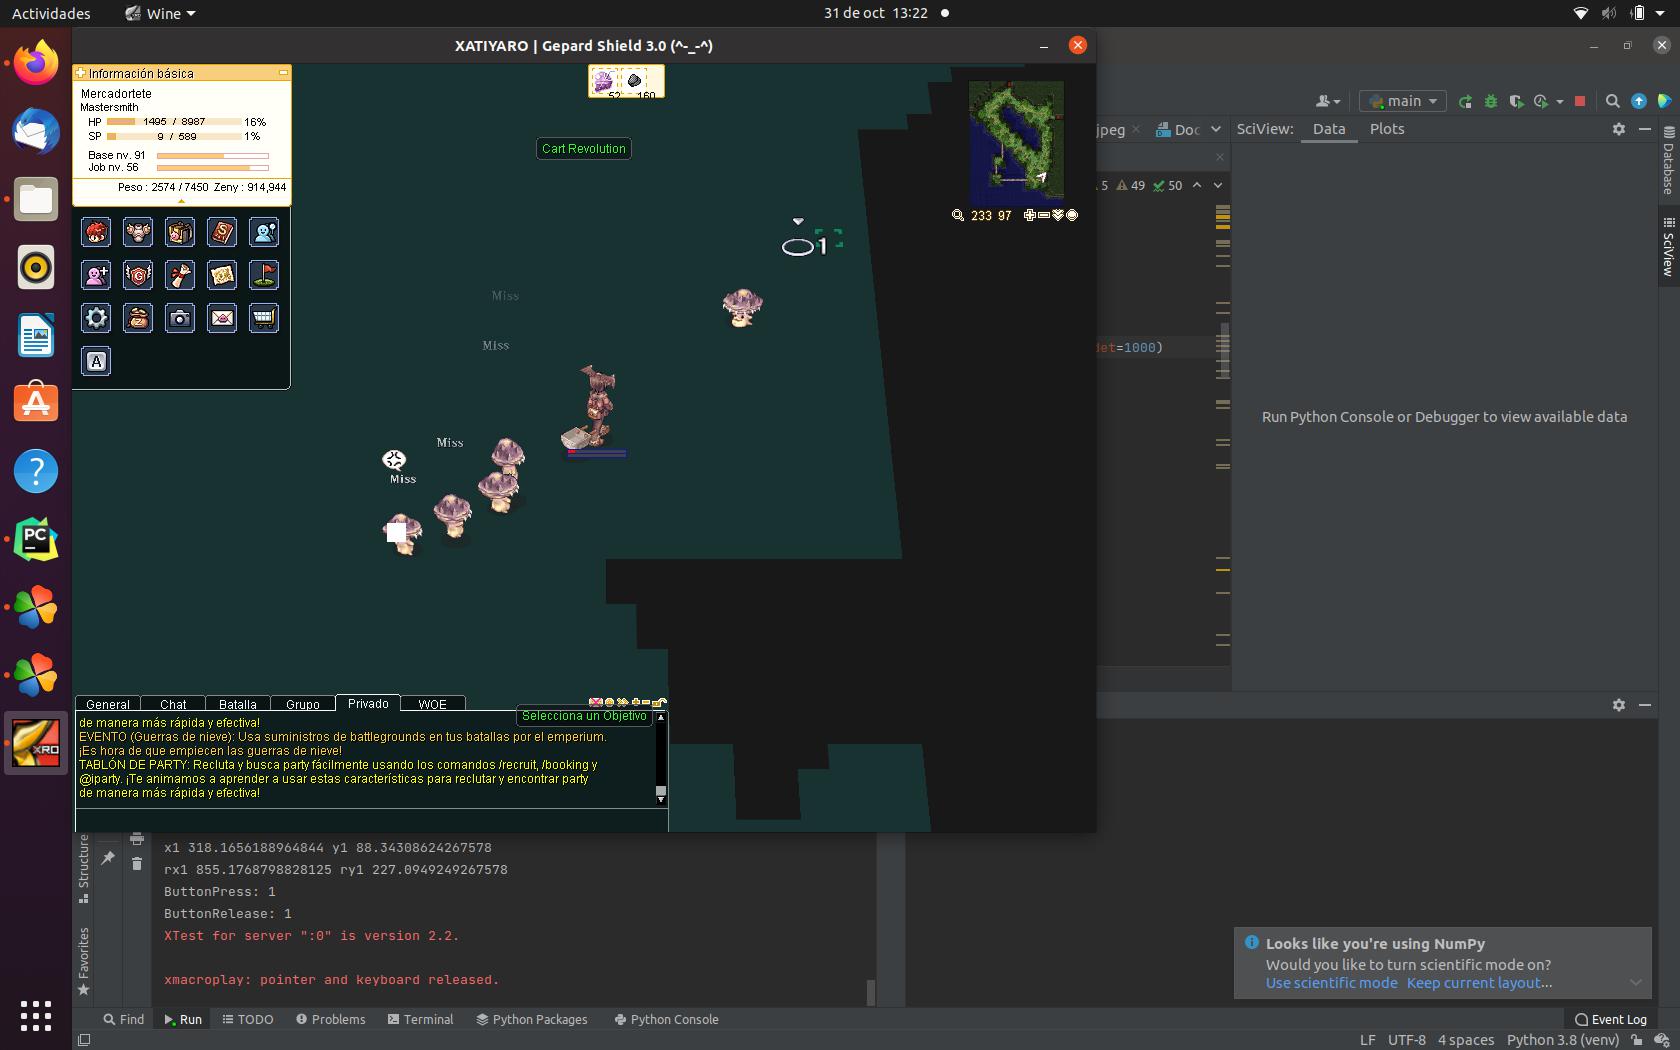 Actividades
Wine
31 de oct 13:22
XATIYARO | Gepard Shield 3.0 (^-_-^)
Información básica
Mercadortete
Mastersmith
HP 1495 / 8987 16%
SP 9 / 589 1%
Base nv. 91
Job nv. 56
Peso : 2574 / 7450 Zeny : 914,944
52 160
Cart Revolution
233 97
1
Miss
Miss
Miss
Miss
A
G
S
Z
PC
XRO
main
jpeg
Doc
SciView: Data Plots
5 49 50
Database
SciView
det=1000)
Run Python Console or Debugger to view available data
General Chat Batalla Grupo Privado WOE
Selecciona un Objetivo
de manera más rápida y efectiva!
EVENTO (Guerras de nieve): Usa suministros de battlegrounds en tus batallas por el emperium.
¡Es hora de que empiecen las guerras de nieve!
TABLÓN DE PARTY: Recluta y busca party fácilmente usando los comandos /recruit, /booking y
@jparty. ¡Te animamos a aprender a usar estas características para reclutar y encontrar party
de manera más rápida y efectiva!
Structure
Favorites
x1 318.1656188964844 y1 88.34308624267578
rx1 855.1768798828125 ry1 227.0949249267578
ButtonPress: 1
ButtonRelease: 1
XTest for server ":0" is version 2.2.
xmacroplay: pointer and keyboard released.
Looks like you're using NumPy
Would you like to turn scientific mode on?
Use scientific mode Keep current layout...
Find Run TODO Problems Terminal Python Packages Python Console
Event Log
LF UTF-8 4 spaces Python 3.8 (venv)